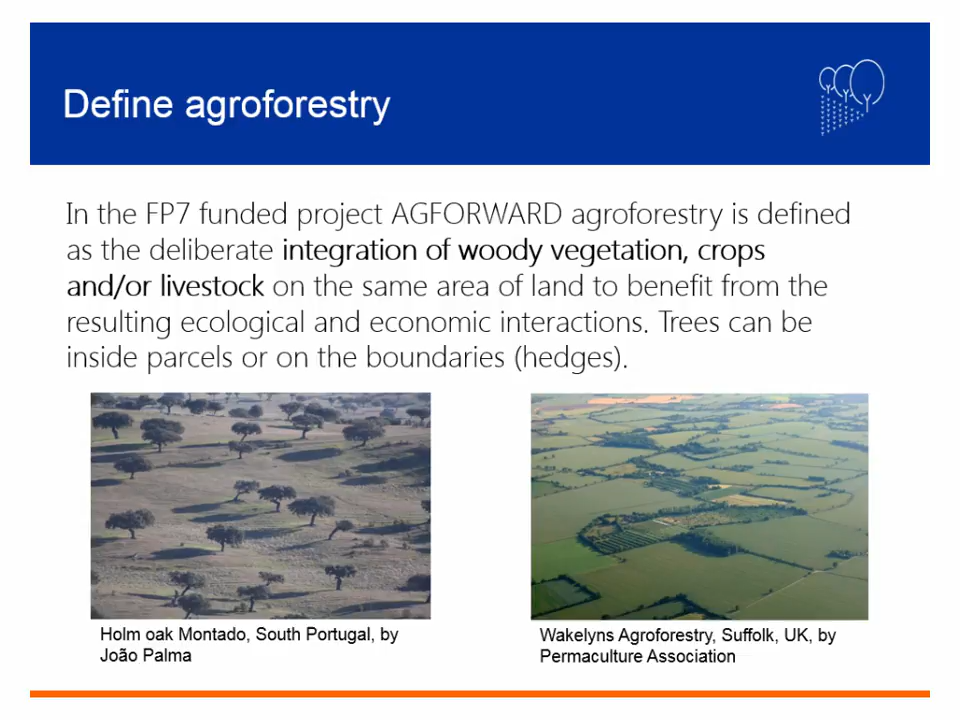 Define agroforestry
In the FP7 funded project AGFORWARD agroforestry is defined
as the deliberate integration of woody vegetation, crops
and/or livestock on the same area of land to benefit from the
resulting ecological and economic interactions. Trees can be
inside parcels or on the boundaries (hedges).
Holm oak Montado, South Portugal, by
João Palma
Wakelyns Agroforestry, Suffolk, UK, by
Permaculture Association